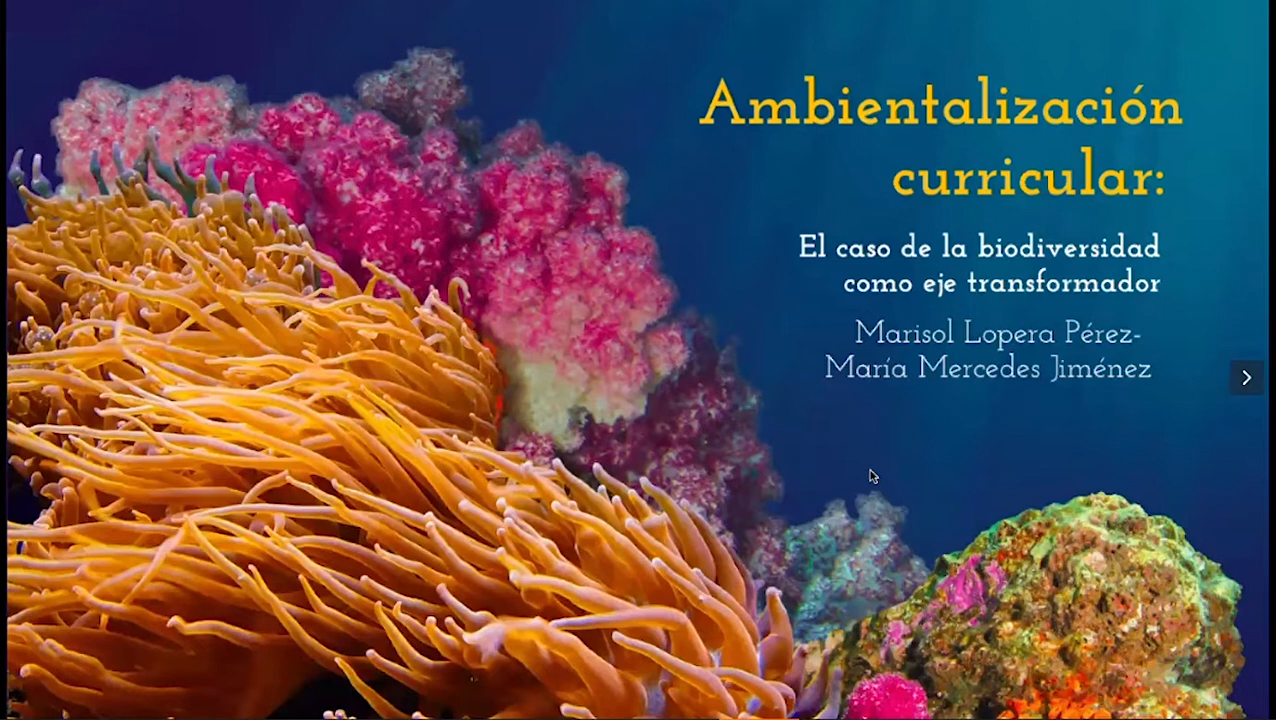 Ambientalización
curricular:
El caso de la biodiversidad
como eje transformador
Marisol Lopera Pérez-
María Mercedes Jiménez